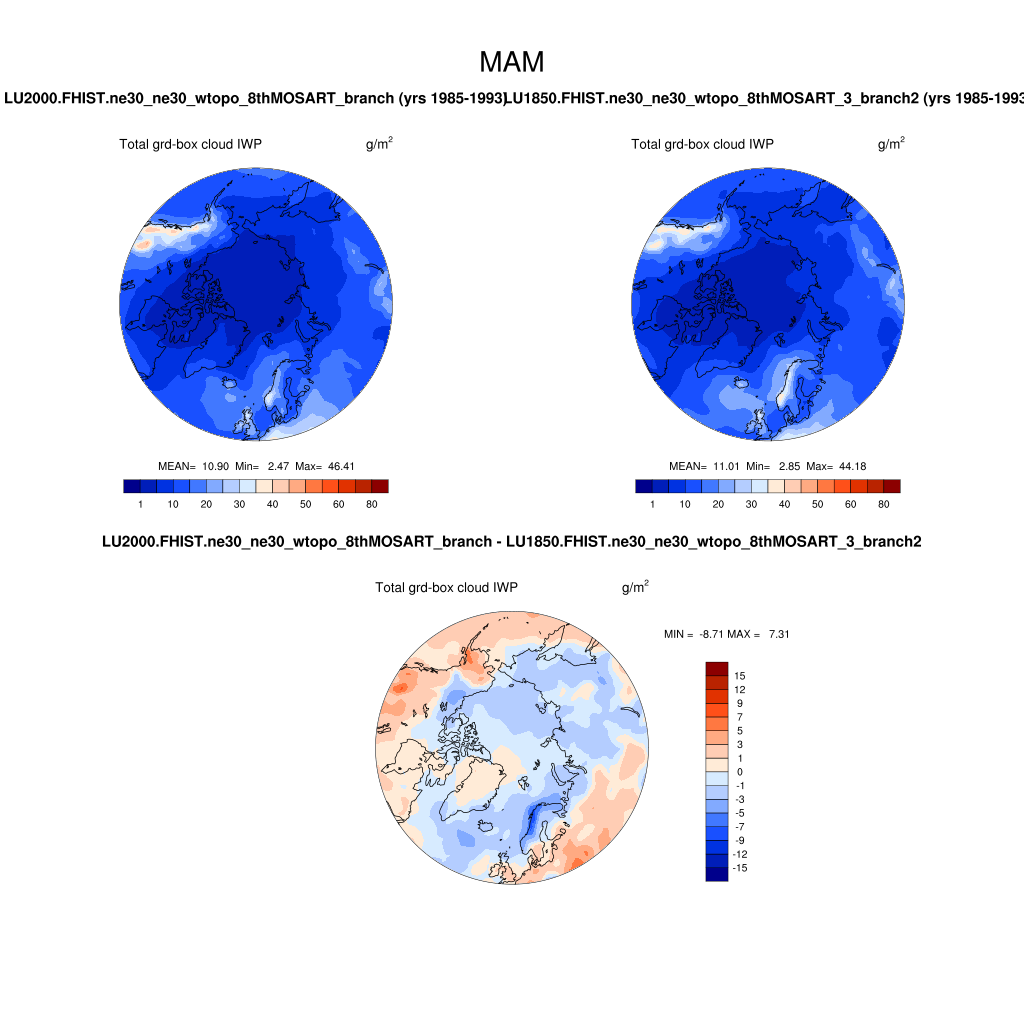 MAM
LU2000.FHIST.ne30_ne30_wtopo_8thMOSART_branch (yrs 1985-1993)
LU1850.FHIST.ne30_ne30_wtopo_8thMOSART_3_branch2 (yrs 1985-1993
Total grd-box cloud IWP g/m2
Total grd-box cloud IWP g/m2
MEAN= 10.90 Min= 2.47 Max= 46.41
MEAN= 11.01 Min= 2.85 Max= 44.18
1 10 20 30 40 50 60 80
1 10 20 30 40 50 60 80
LU2000.FHIST.ne30_ne30_wtopo_8thMOSART_branch - LU1850.FHIST.ne30_ne30_wtopo_8thMOSART_3_branch2
Total grd-box cloud IWP g/m2
MIN = -8.71 MAX = 7.31
15
12
9
7
5
3
1
0
-1
-3
-5
-7
-9
-12
-15